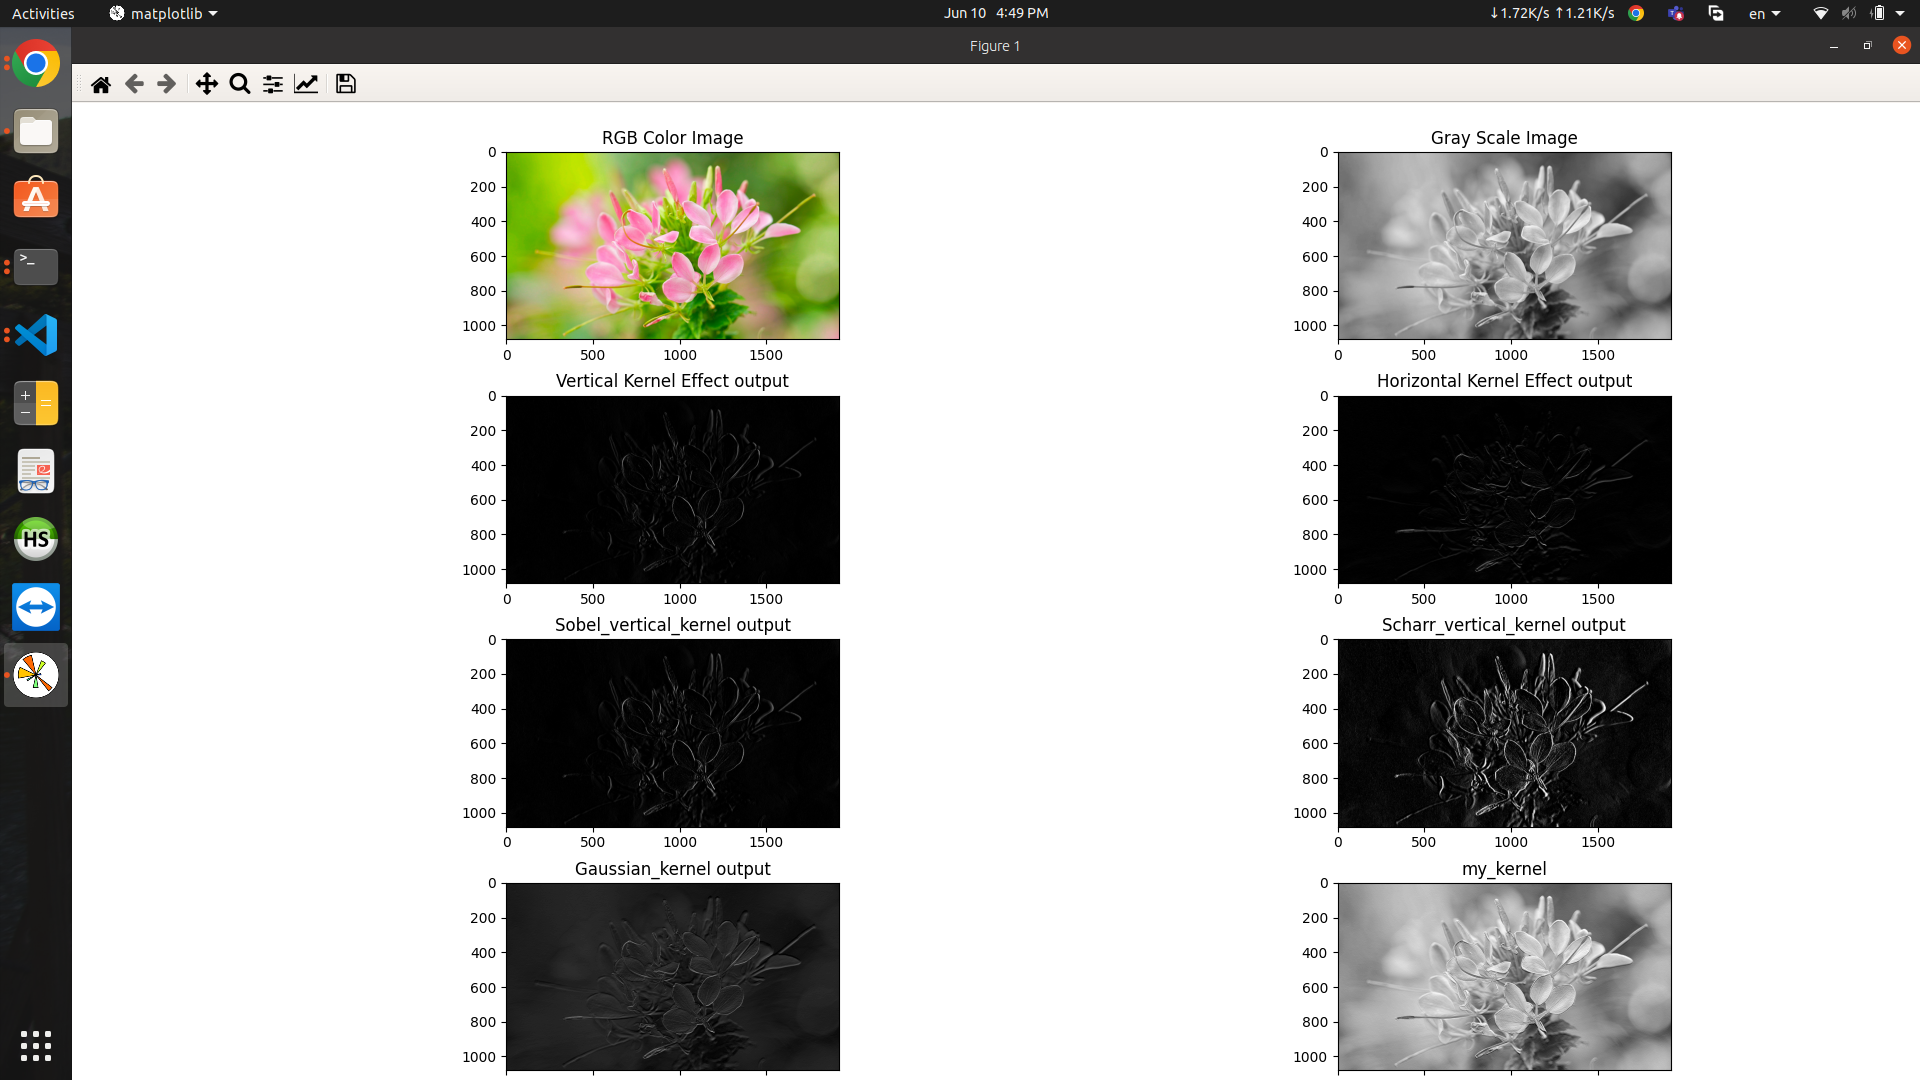 Activities matplotlib Jun 10 4:49 PM ↓1.72K/s ↑1.21K/s en
Figure 1
RGB Color Image
0
200
400
600
800
1000
0 500 1000 1500
Gray Scale Image
0
200
400
600
800
1000
0 500 1000 1500
Vertical Kernel Effect output
0
200
400
600
800
1000
0 500 1000 1500
Horizontal Kernel Effect output
0
200
400
600
800
1000
0 500 1000 1500
Sobel_vertical_kernel output
0
200
400
600
800
1000
0 500 1000 1500
Scharr_vertical_kernel output
0
200
400
600
800
1000
0 500 1000 1500
Gaussian_kernel output
0
200
400
600
800
1000
my_kernel
0
200
400
600
800
1000
>_
HS